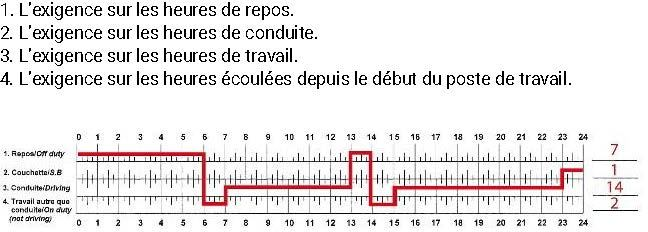 1. L'exigence sur les heures de repos.
2. L'exigence sur les heures de conduite.
3. L'exigence sur les heures de travail.
4. L'exigence sur les heures écoulées depuis le début du poste de travail.
0 1 2 3 4 5 6 7 8 9 10 11 12 13 14 15 16 17 18 19 20 21 22 23 24
1. Repos/Off duty 7
2. Couchette/S.B 1
3. Conduite/Driving 14
4. Travail autre que 2
conduite/On duty
(not driving)
0 1 2 3 4 5 6 7 8 9 10 11 12 13 14 15 16 17 18 19 20 21 22 23 24